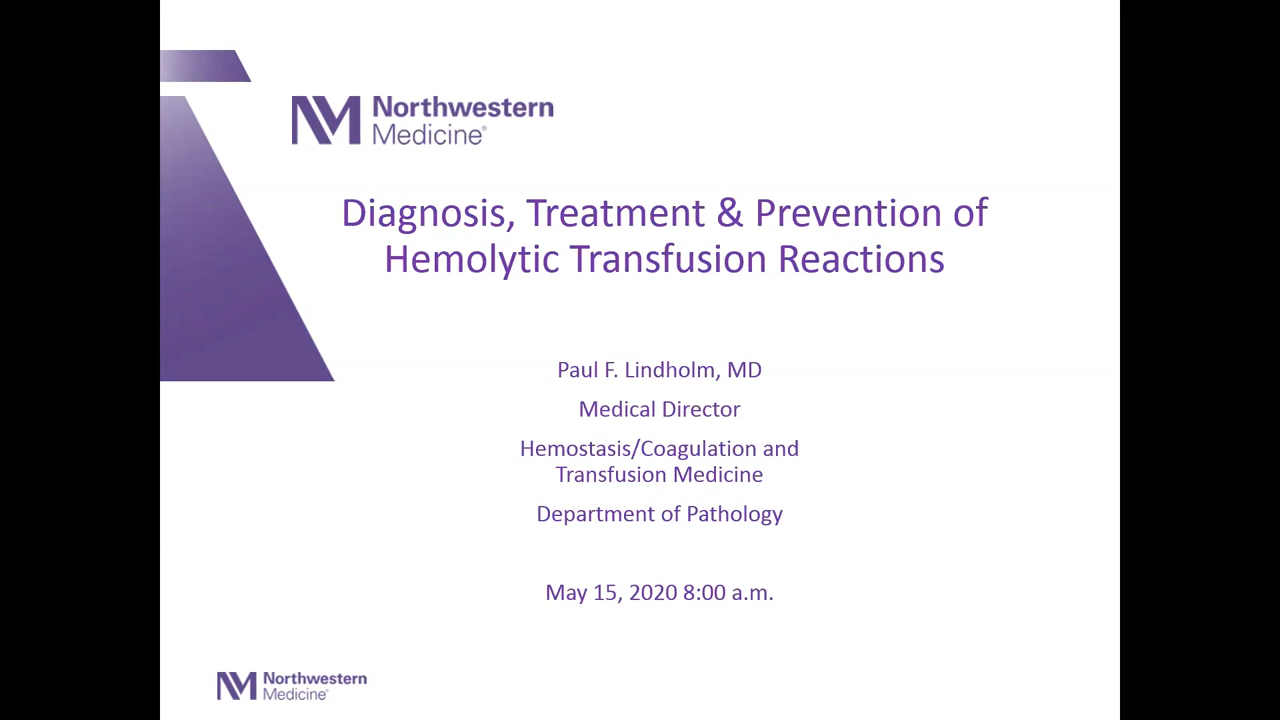 Northwestern
Medicine®
Diagnosis, Treatment & Prevention of
Hemolytic Transfusion Reactions
Paul F. Lindholm, MD
Medical Director
Hemostasis/Coagulation and
Transfusion Medicine
Department of Pathology
May 15, 2020 8:00 a.m.
Northwestern
Medicine®